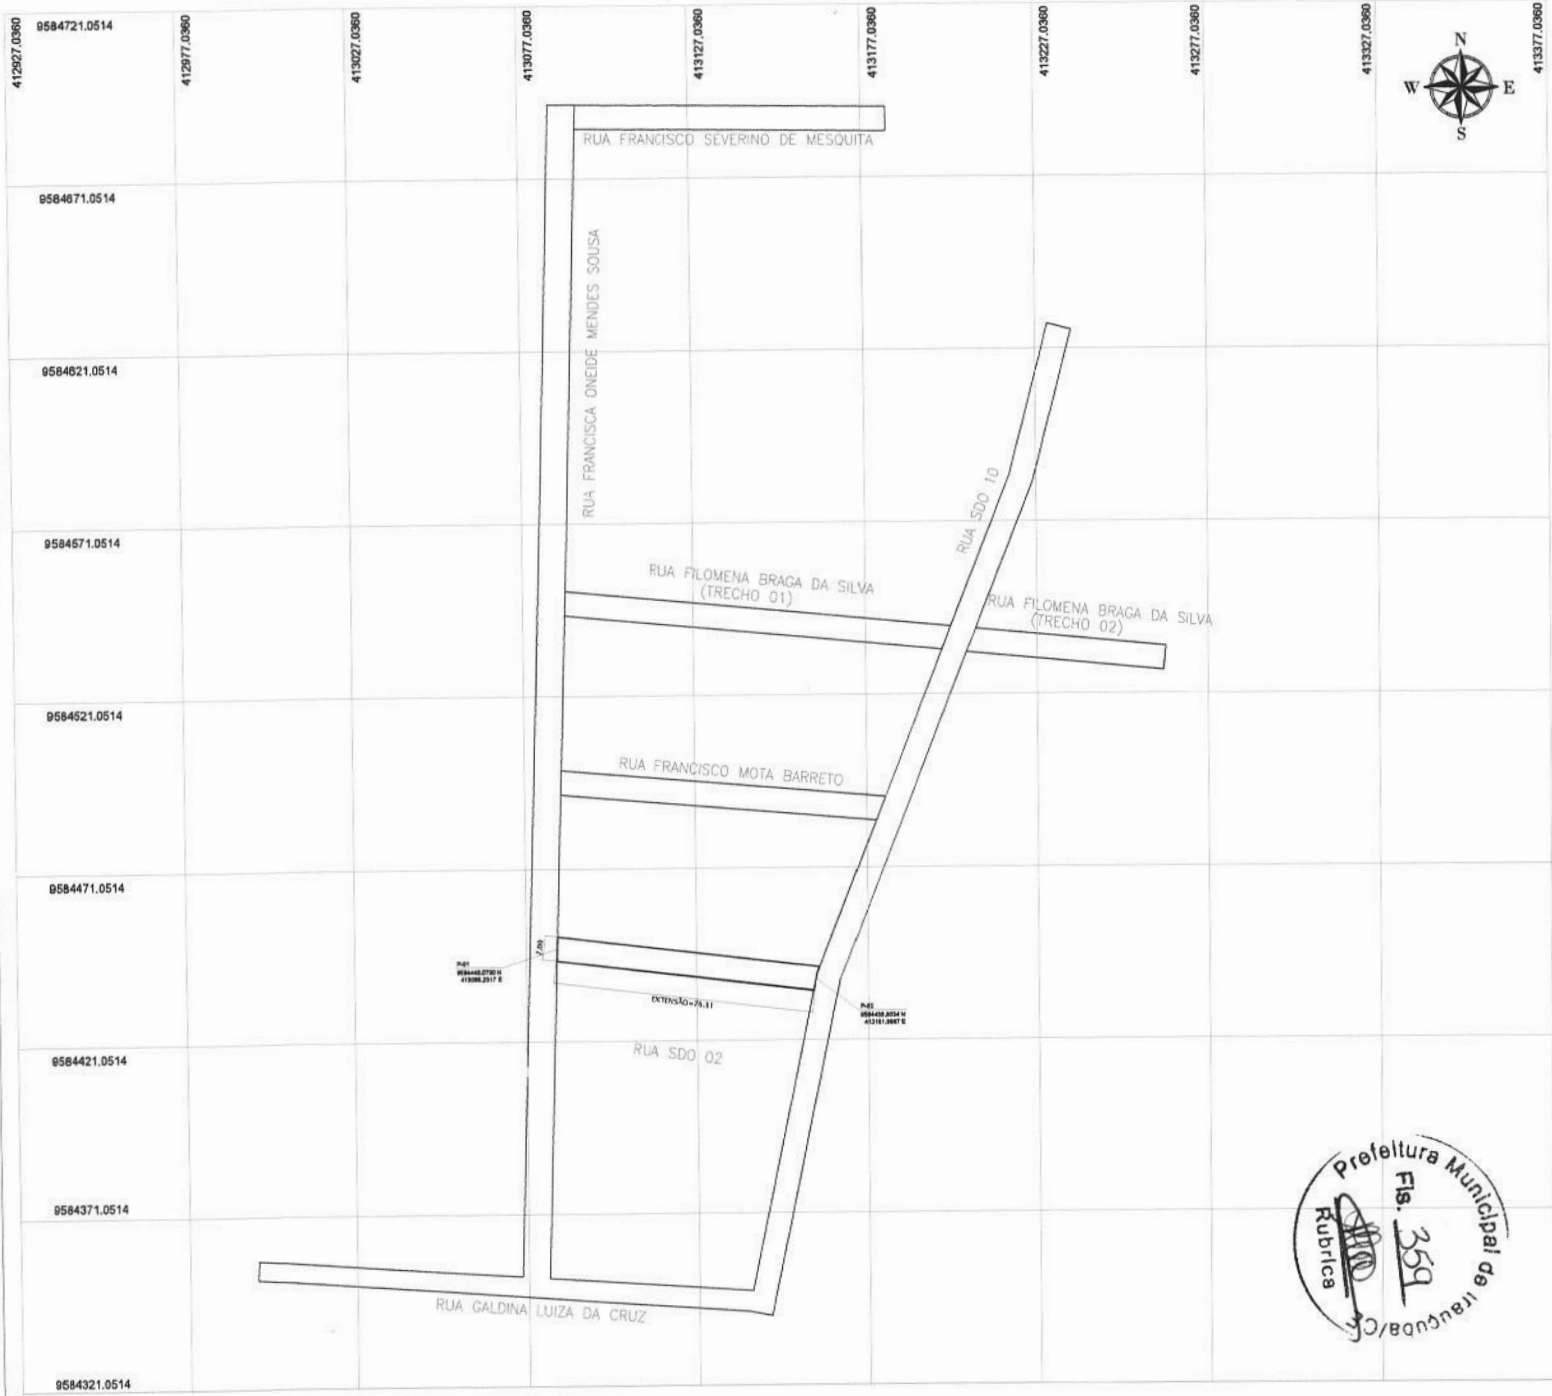 412927.0360
412977.0360
413027.0360
413077.0360
413127.0360
413177.0360
413227.0360
413277.0360
413327.0360
413377.0360
9584721.0514
N
W E
S
RUA FRANCISCO SEVERINO DE MESQUITA
9584671.0514
RUA FRANCISCA ONEIDE MENDES SOUSA
9584621.0514
RUA SDO 10
9584571.0514
RUA FILOMENA BRAGA DA SILVA
(TRECHO 01)
RUA FILOMENA BRAGA DA SILVA
(TRECHO 02)
9584521.0514
RUA FRANCISCO MOTA BARRETO
9584471.0514
7.00
P-01
P-02
RUA SDO 02
9584421.0514
9584371.0514
RUA GALDINA LUIZA DA CRUZ
9584321.0514
Prefeitura Municipal de Irauçuba/CE
Fls. 359
Rubrica